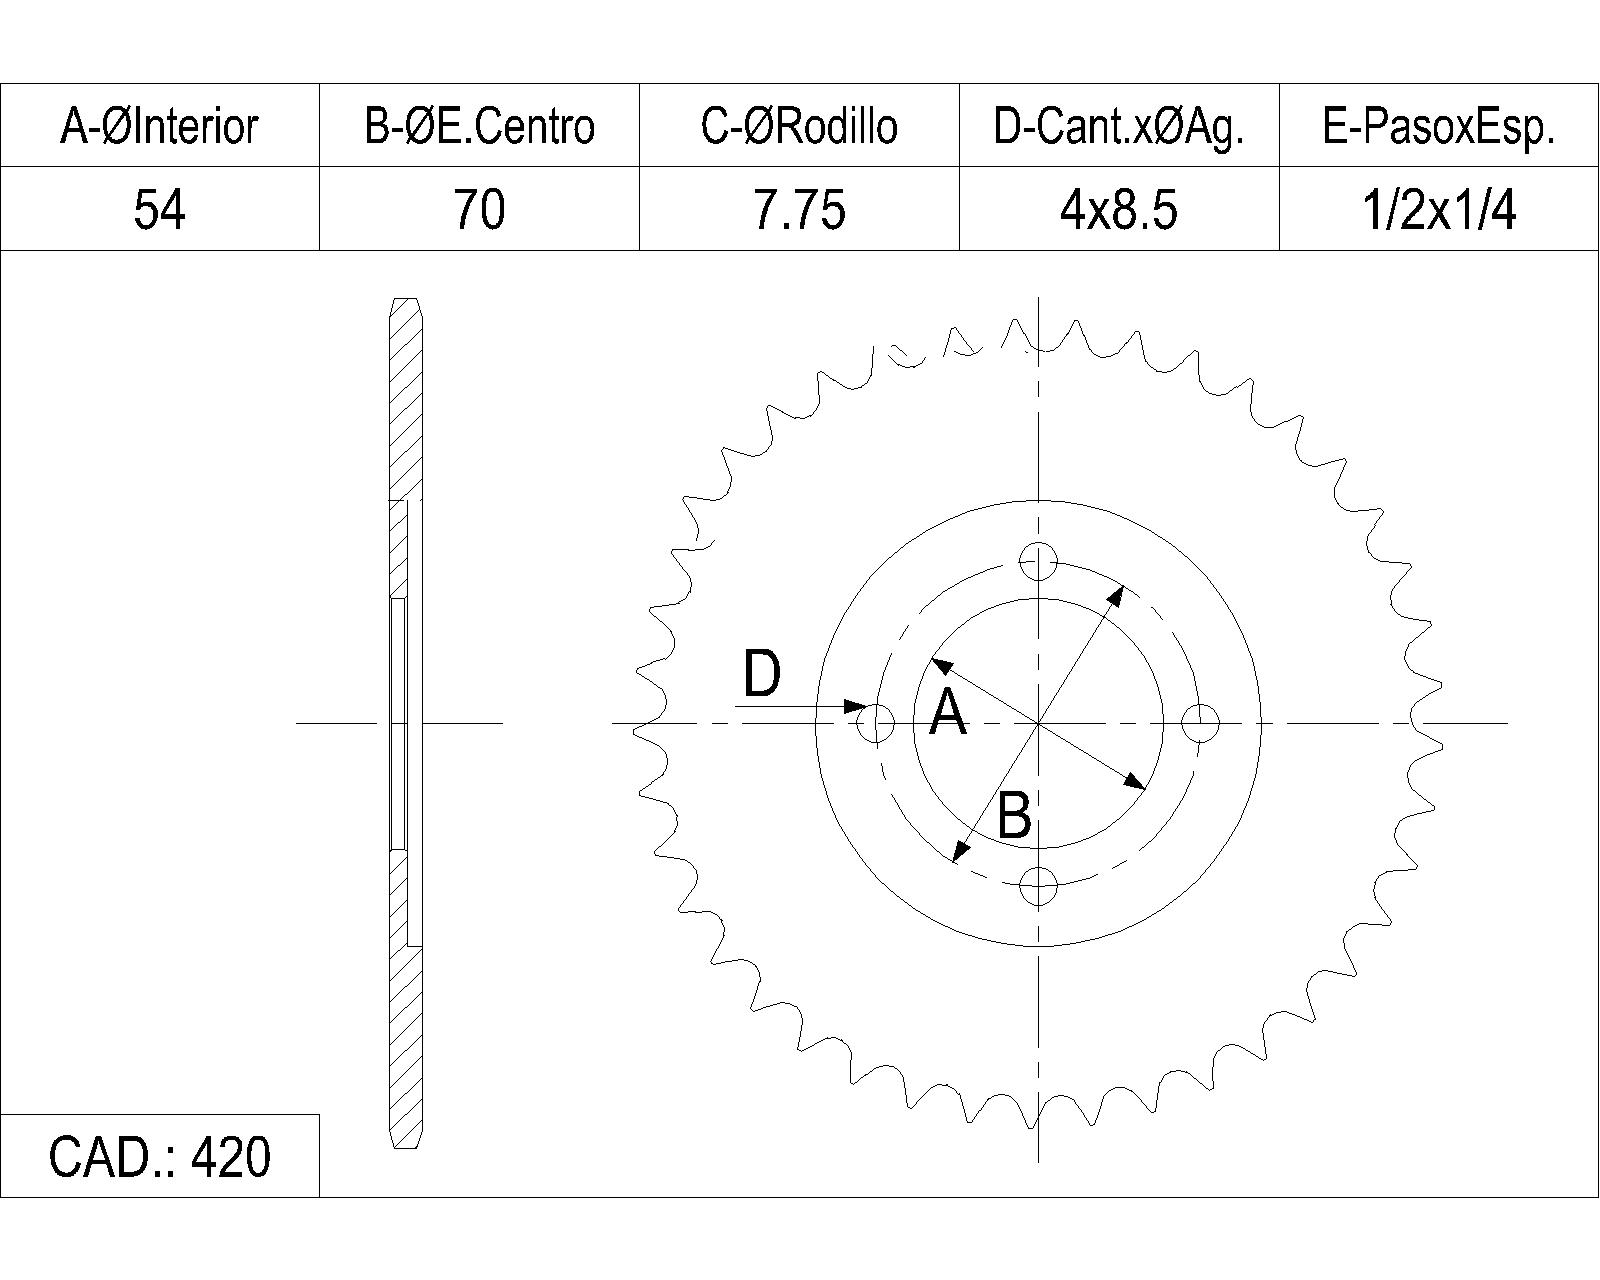 A-ØInterior B-ØE.Centro C-ØRodillo D-Cant.xØAg. E-PasoxEsp.
54 70 7.75 4x8.5 1/2x1/4
D
A
B
CAD.: 420